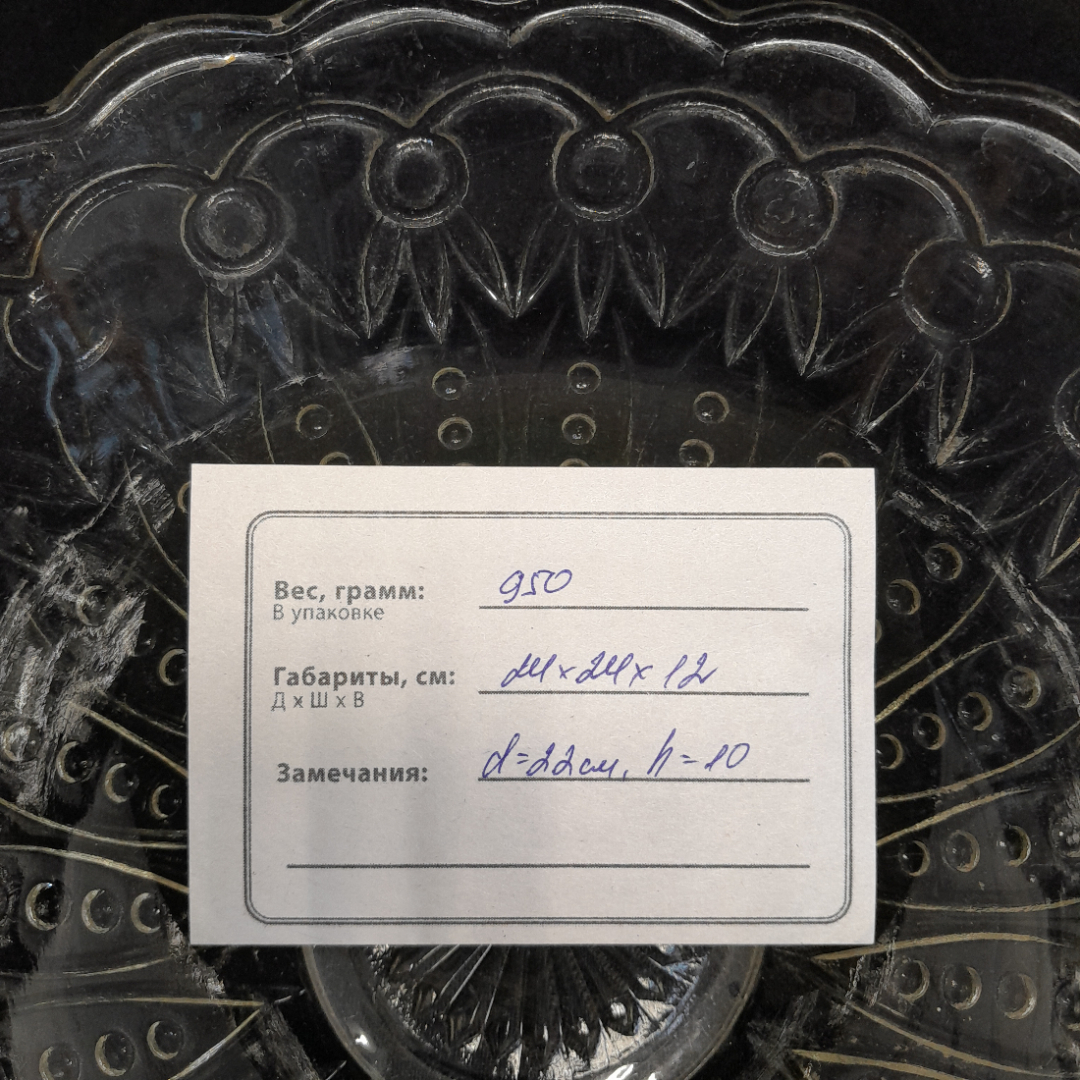 Вес, грамм: 950
В упаковке
Габариты, см: 24 x 24 x 12
Д x Ш x В
Замечания: d=22см, h=10